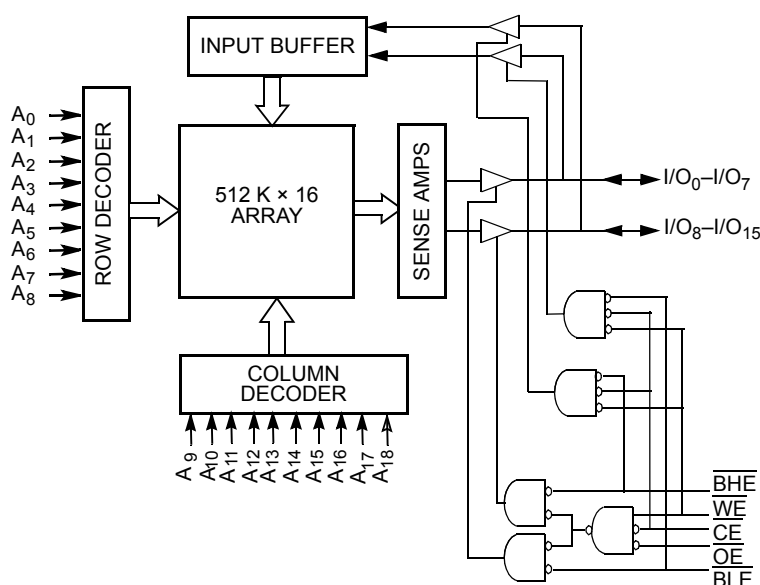 INPUT BUFFER
A0
A1
A2
A3
A4
A5
A6
A7
A8
ROW DECODER
512 K × 16
ARRAY
SENSE AMPS
I/O0–I/O7
I/O8–I/O15
COLUMN
DECODER
A9
A10
A11
A12
A13
A14
A15
A16
A17
A18
BHE
WE
CE
OE
BLE